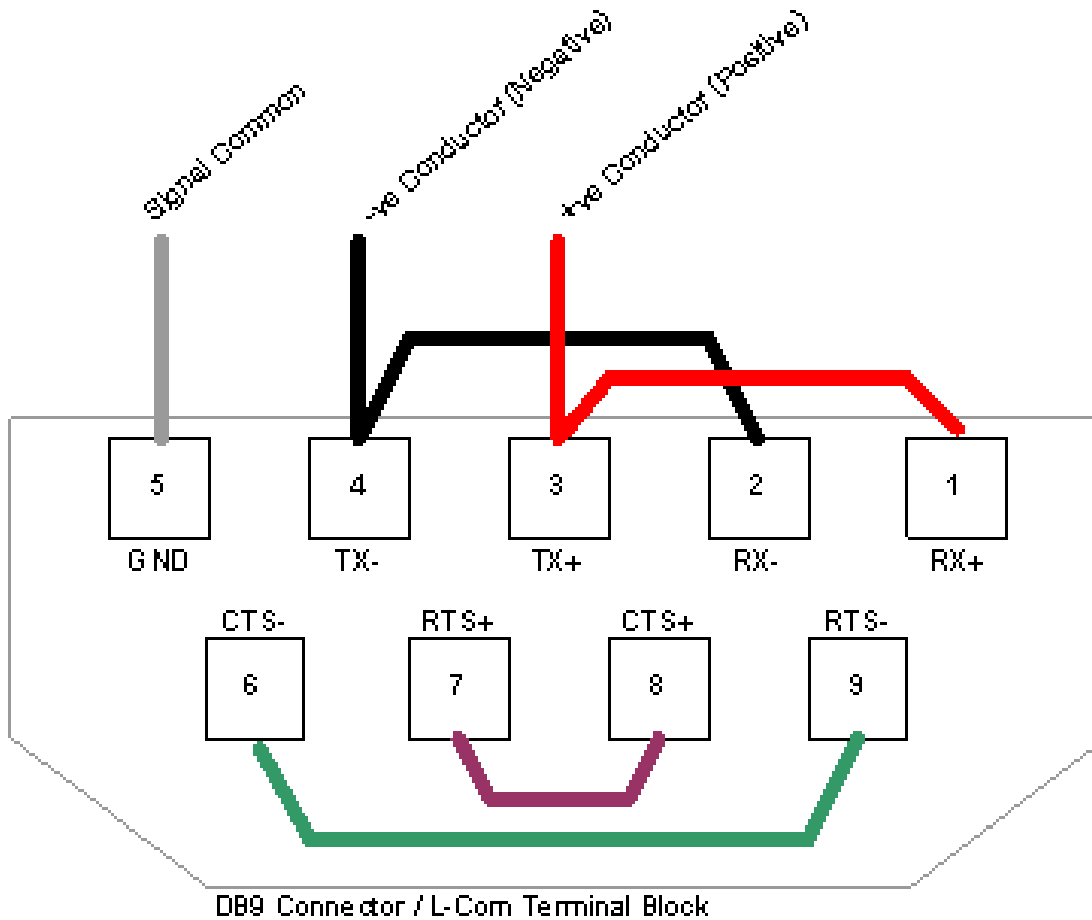 Signal Common
-ve Conductor (Negative)
+ve Conductor (Positive)
5
4
3
2
1
GND
TX-
TX+
RX-
RX+
CTS-
RTS+
CTS+
RTS-
6
7
8
9
DB9 Connector / L-Com Terminal Block